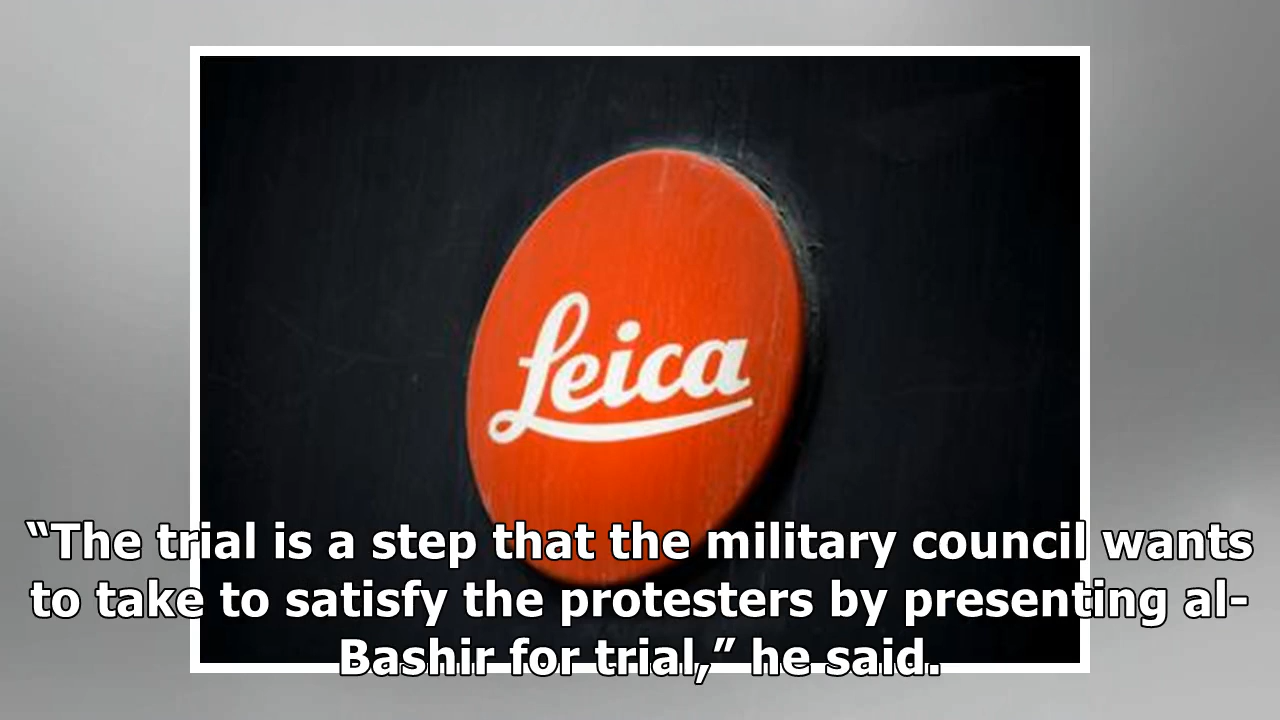 Leica
“The trial is a step that the military council wants
to take to satisfy the protesters by presenting al-
Bashir for trial,” he said.